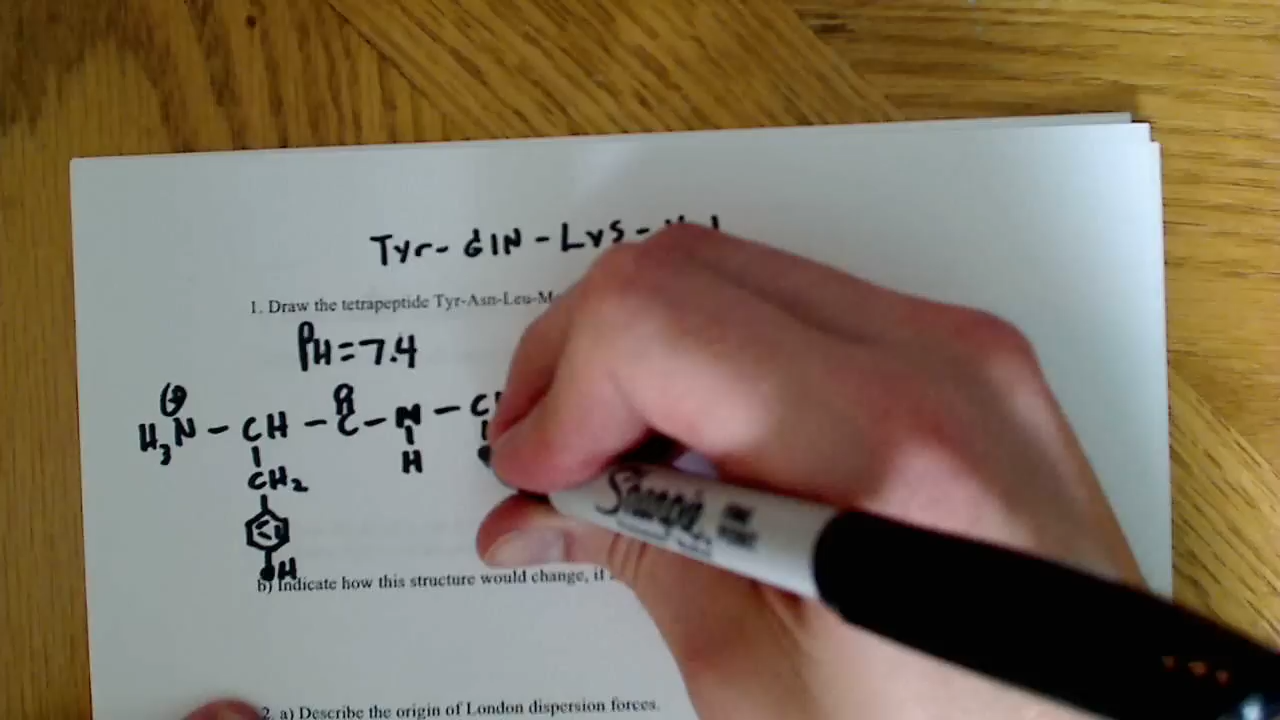 Tyr- GlN - Lys -
1. Draw the tetrapeptide Tyr-Asn-Leu-M
PH=7.4
H3N - CH - C - N - C
+
O
H
CH2
OH
b) Indicate how this structure would change, if
Sharpie
2. a) Describe the origin of London dispersion forces.